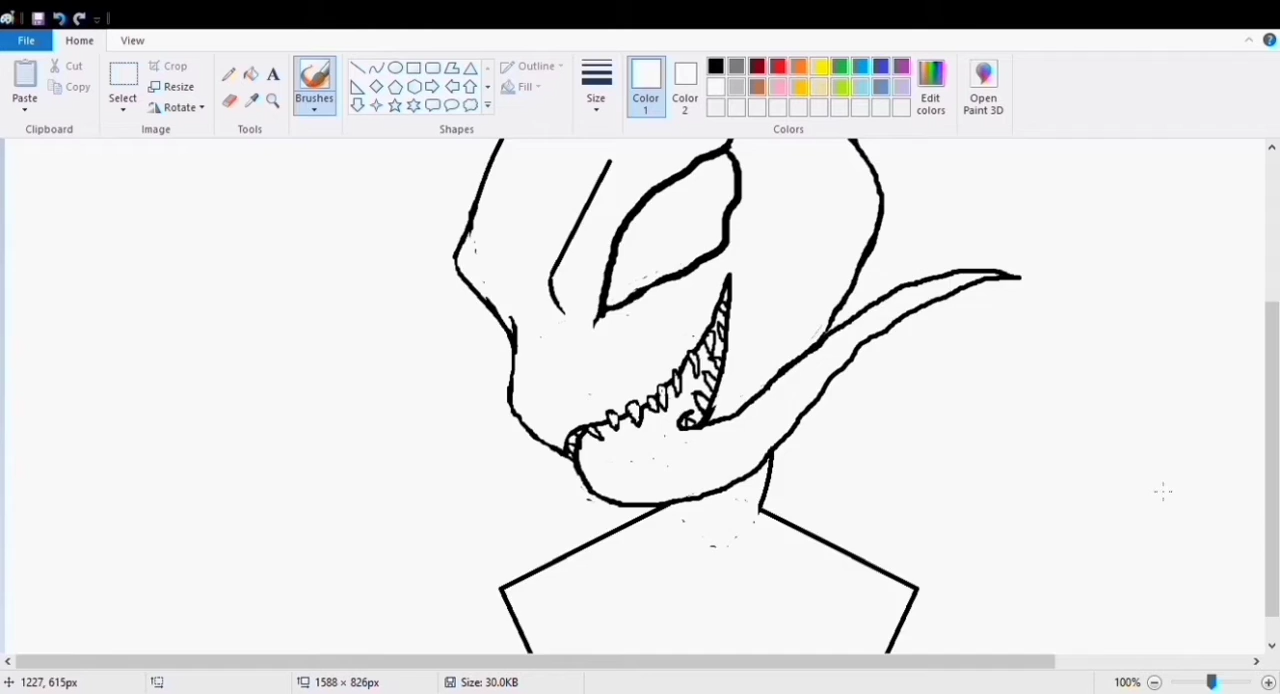 File Home View
Paste Cut Copy
Clipboard
Select Crop Resize Rotate
Image
A
Tools
Brushes
Outline Fill
Shapes
Size
Color 1
Color 2
Edit colors
Colors
Open Paint 3D
1227, 615px 1588 × 826px Size: 30.0KB 100%